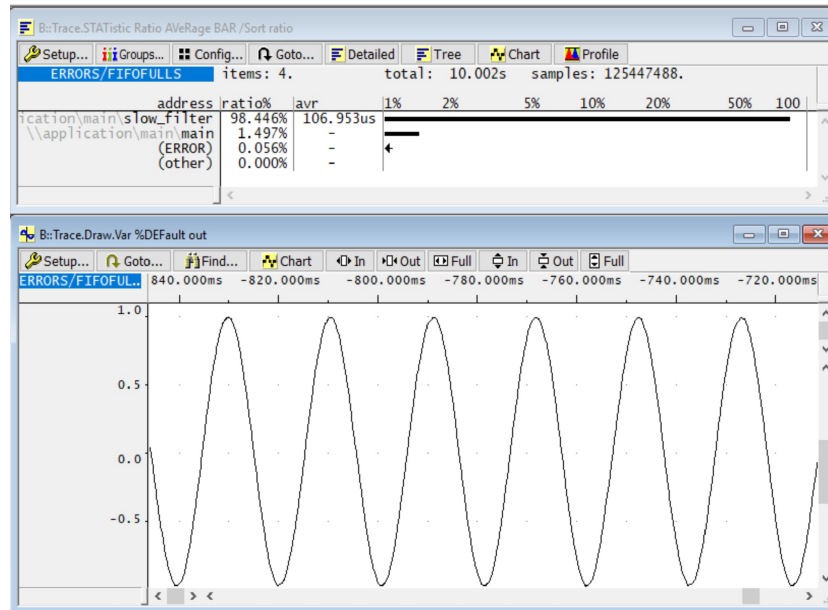 B::Trace.STATistic Ratio AVeRage BAR /Sort ratio
Setup... Groups... Config... Goto... Detailed Tree Chart Profile
ERRORS/FIFOFULLS items: 4. total: 10.002s samples: 125447488.
address ratio% avr 1% 2% 5% 10% 20% 50% 100
ication\main\slow_filter 98.446% 106.953us
\\application\main\main 1.497% -
(ERROR) 0.056% -
(other) 0.000% -
B::Trace.Draw.Var %DEFault out
Setup... Goto... Find... Chart In Out Full In Out Full
ERRORS/FIFOFUL.. 840.000ms -820.000ms -800.000ms -780.000ms -760.000ms -740.000ms -720.000ms
1.0
0.5
0.0
-0.5